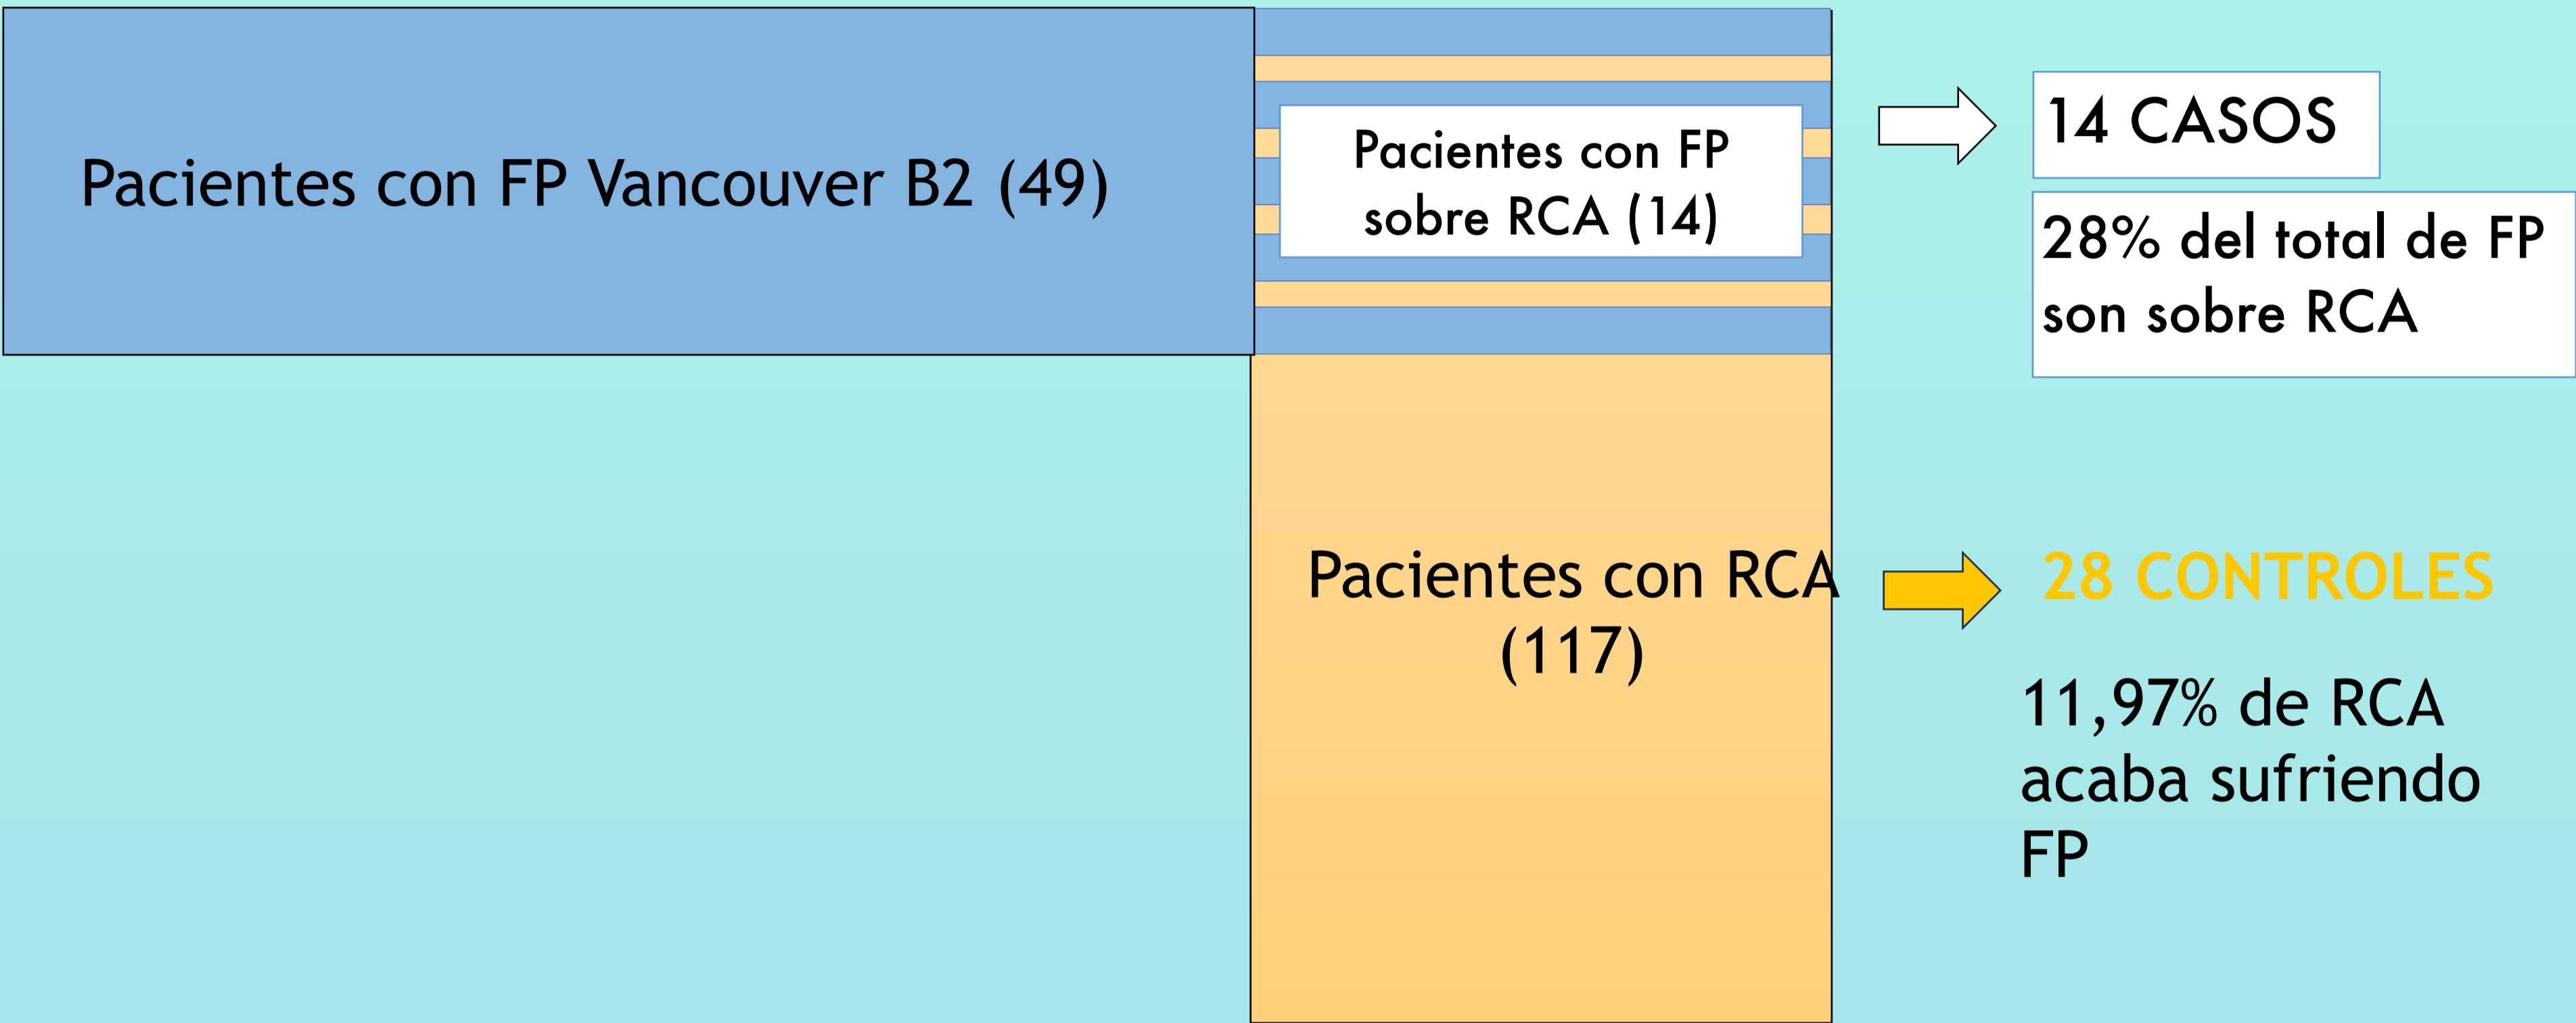 Pacientes con FP Vancouver B2 (49)
Pacientes con FP
sobre RCA (14)
14 CASOS
28% del total de FP
son sobre RCA
Pacientes con RCA
(117)
28 CONTROLES
11,97% de RCA
acaba sufriendo
FP